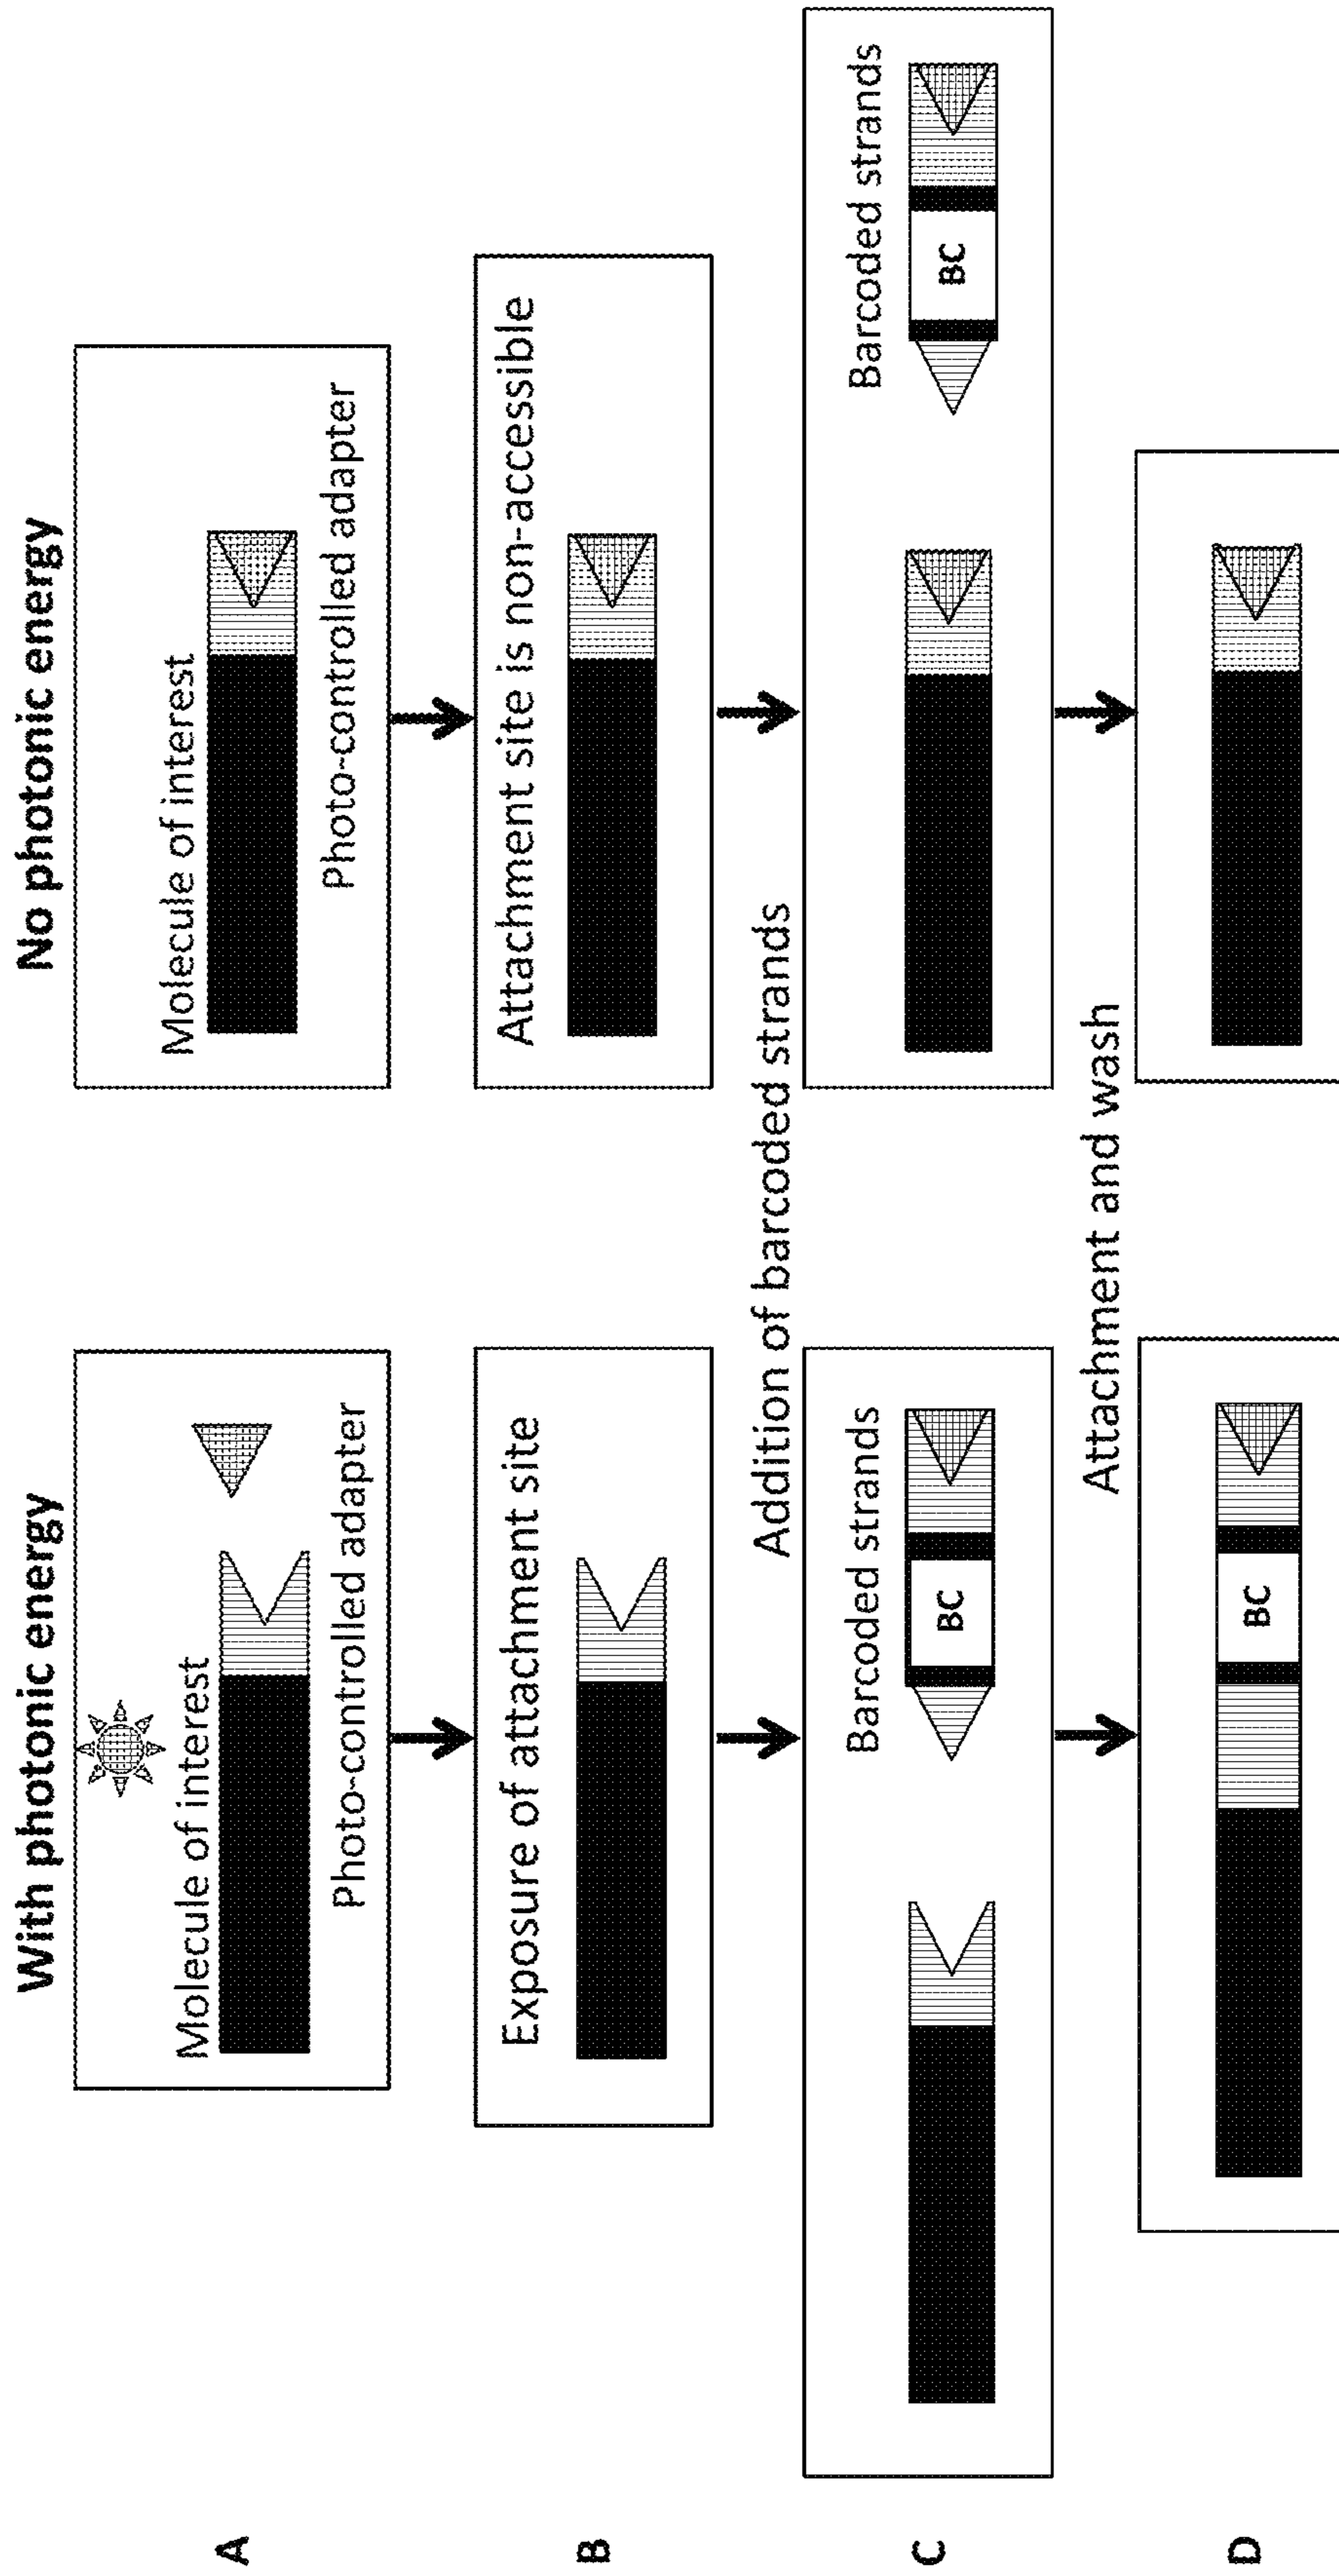 With photonic energy
No photonic energy
A
Molecule of interest
Photo-controlled adapter
Molecule of interest
Photo-controlled adapter
B
Exposure of attachment site
Attachment site is non-accessible
Addition of barcoded strands
C
Barcoded strands
BC
Barcoded strands
BC
Attachment and wash
D
BC